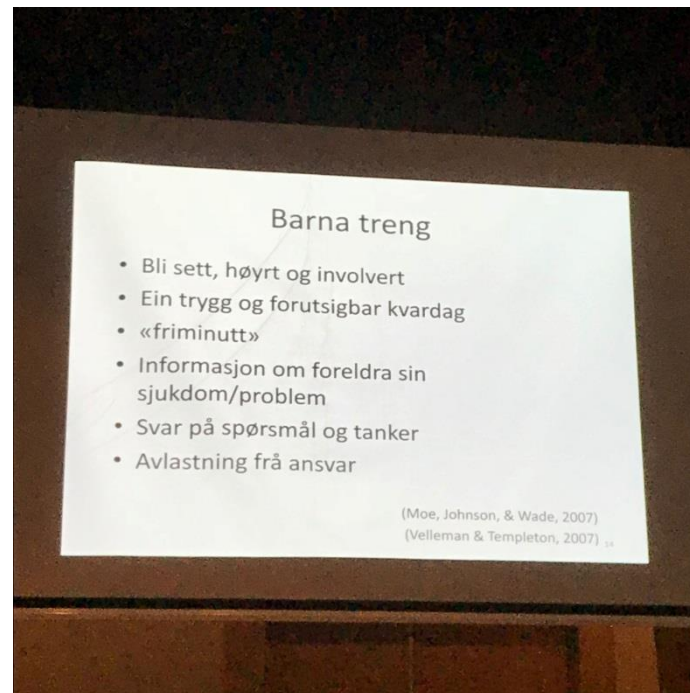 Barna treng
• Bli sett, høyrt og involvert
• Ein trygg og forutsigbar kvardag
• «friminutt»
• Informasjon om foreldra sin
sjukdom/problem
• Svar på spørsmål og tanker
• Avlastning frå ansvar
(Moe, Johnson, & Wade, 2007)
(Velleman & Templeton, 2007)